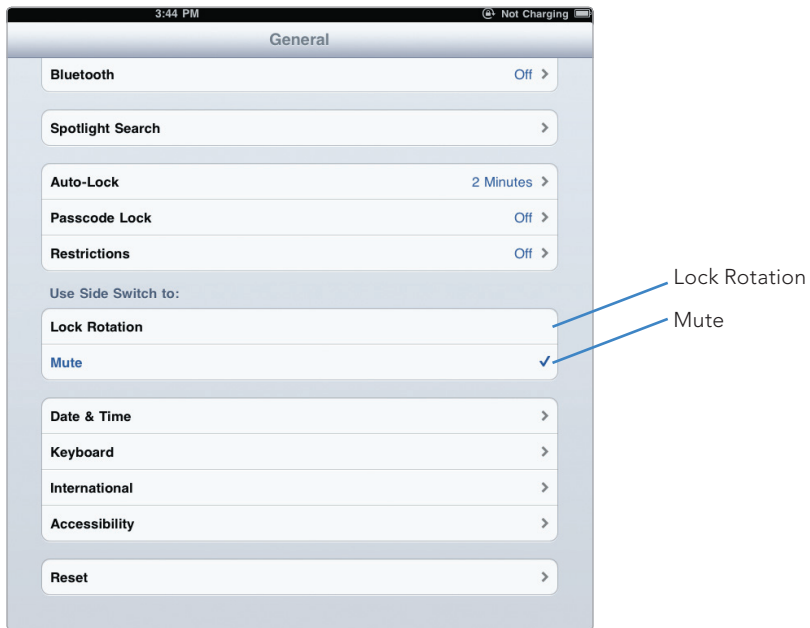 3:44 PM Not Charging
General
Bluetooth Off
Spotlight Search
Auto-Lock 2 Minutes
Passcode Lock Off
Restrictions Off
Use Side Switch to:
Lock Rotation
Mute
Date & Time
Keyboard
International
Accessibility
Reset
Lock Rotation
Mute